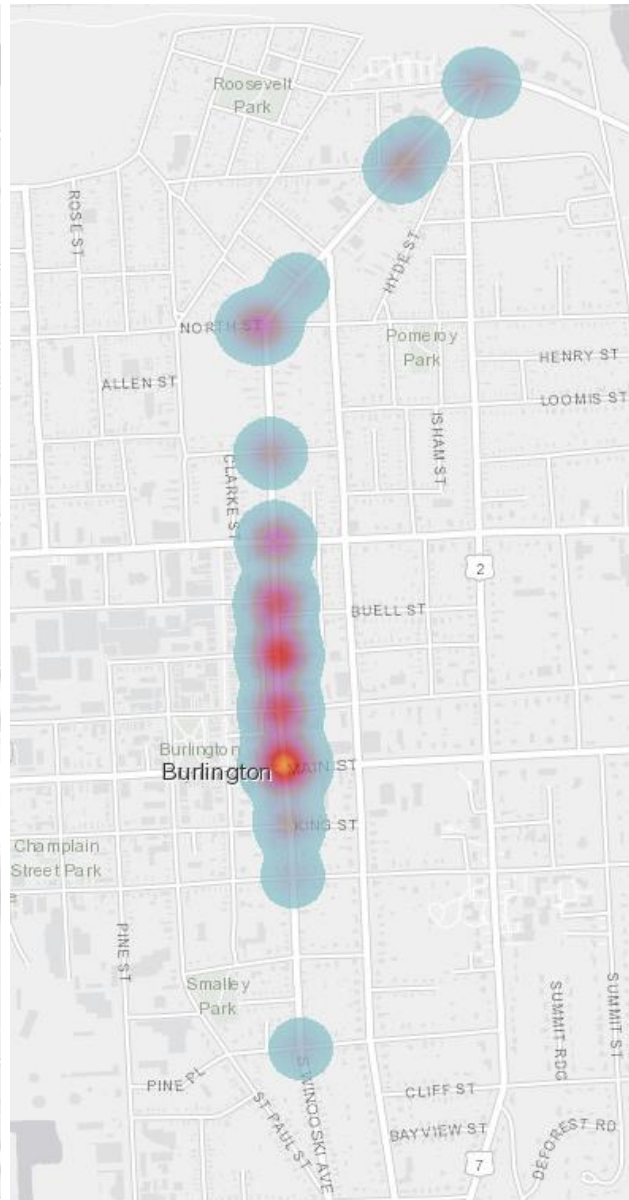 Roosevelt
Park
ROSE ST
HYDE ST
NORTH ST
Pomeroy
Park
HENRY ST
ALLEN ST
LOOMIS ST
ISHAM ST
CLARKE ST
2
BUELL ST
Burlington
Burlington
MAIN ST
KING ST
Champlain
Street Park
PINE ST
Smalley
Park
SUMMIT RDG
SUMMIT ST
PINE PL
S WINOOSKI AVE
ST PAUL ST
CLIFF ST
BAYVIEW ST
DEFOREST RD
7